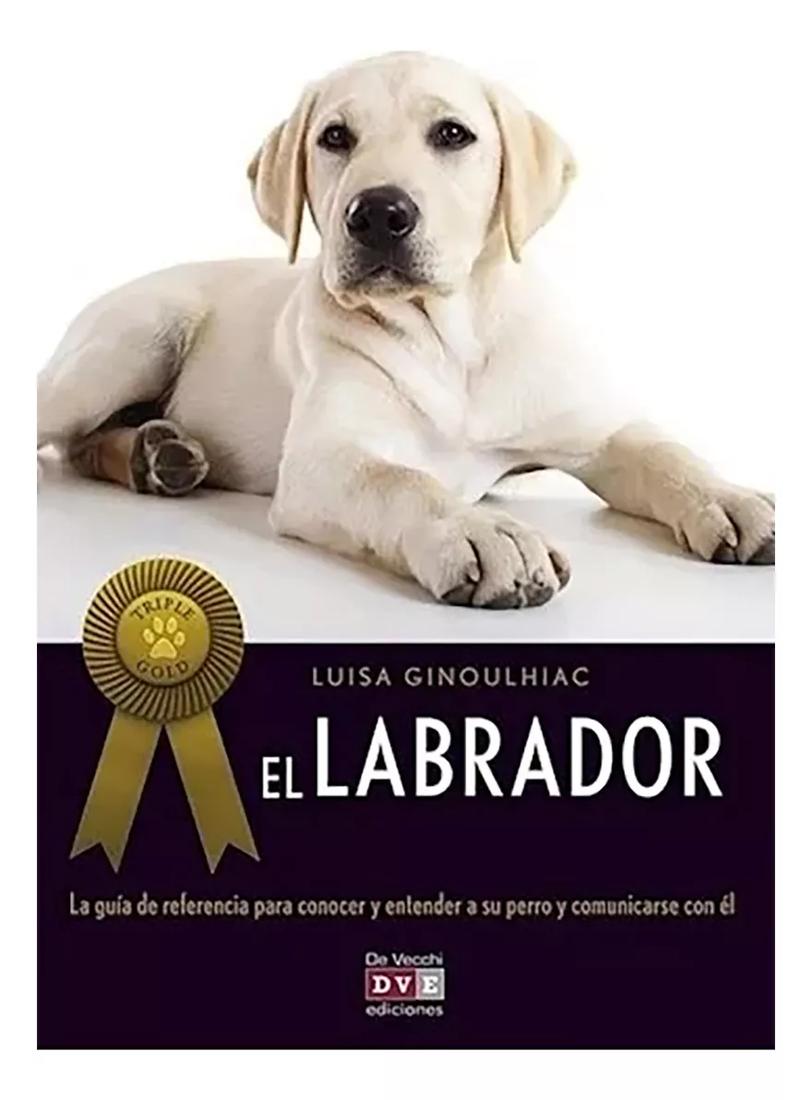 TRIPLE
GOLD
LUISA GINOULHIAC
EL LABRADOR
La guía de referencia para conocer y entender a su perro y comunicarse con él
De Vecchi
DVE
ediciones